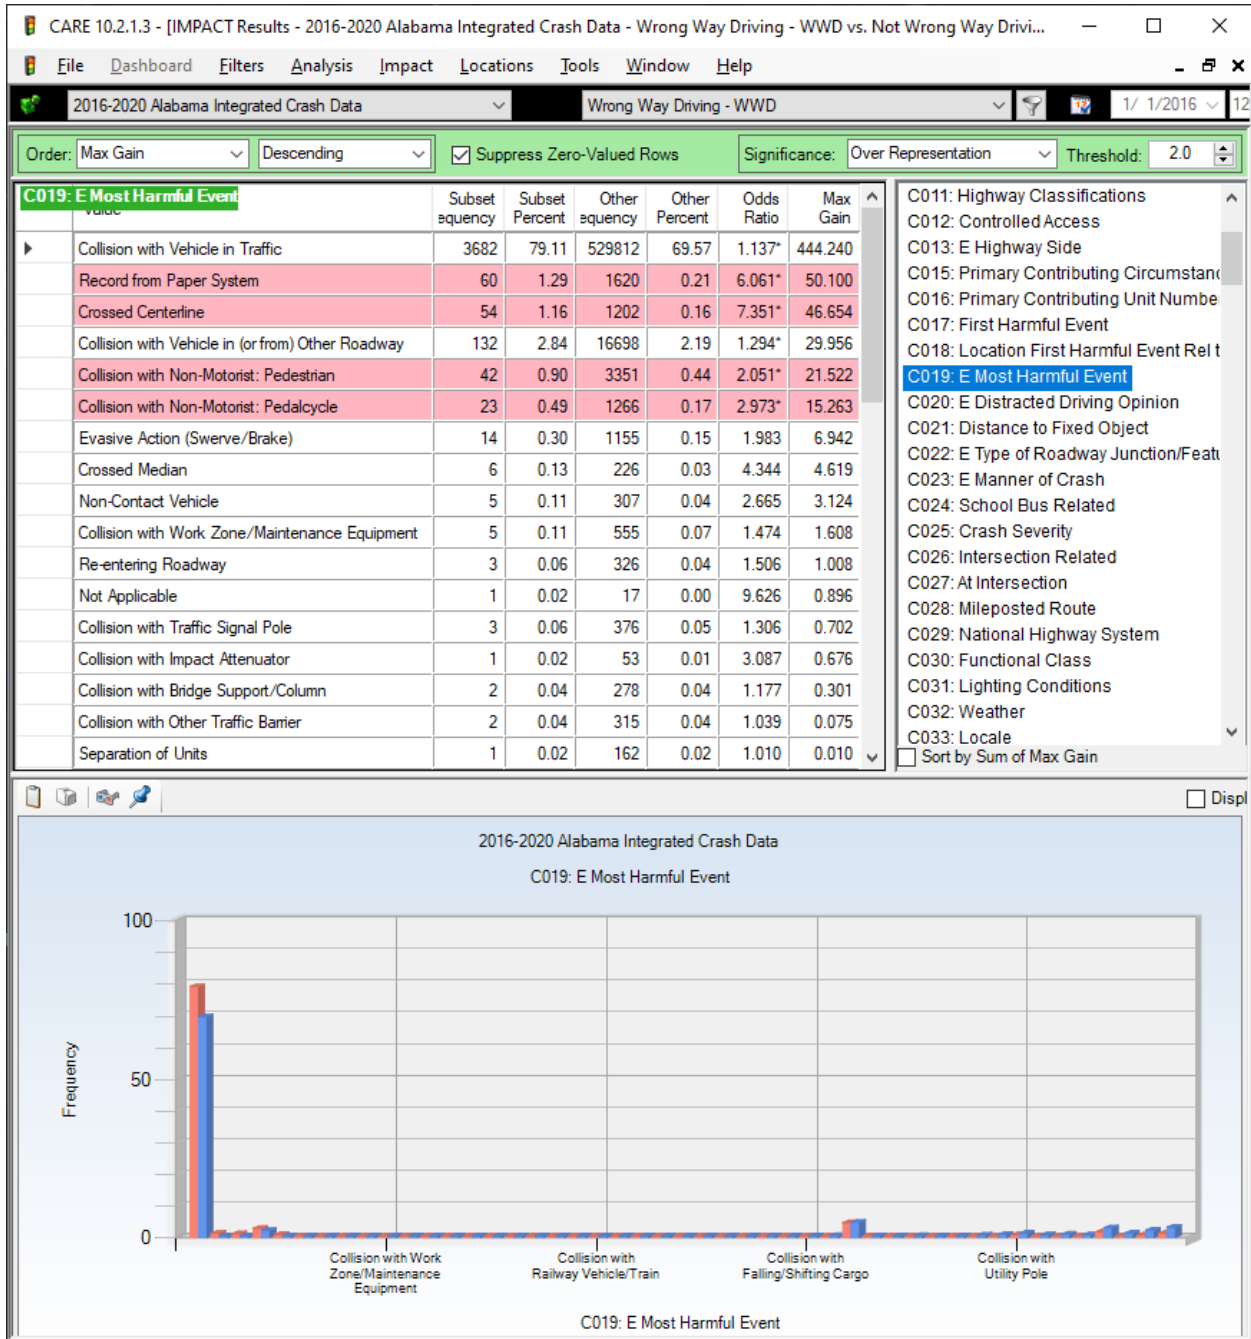 CARE 10.2.1.3 - [IMPACT Results - 2016-2020 Alabama Integrated Crash Data - Wrong Way Driving - WWD vs. Not Wrong Way Drivi...
File Dashboard Filters Analysis Impact Locations Tools Window Help
2016-2020 Alabama Integrated Crash Data Wrong Way Driving - WWD 1/ 1/2016 12
Order: Max Gain Descending Suppress Zero-Valued Rows Significance: Over Representation Threshold: 2.0
C019: E Most Harmful Event Subset equency Subset Percent Other equency Other Percent Odds Ratio Max Gain
Collision with Vehicle in Traffic 3682 79.11 529812 69.57 1.137* 444.240
Record from Paper System 60 1.29 1620 0.21 6.061* 50.100
Crossed Centerline 54 1.16 1202 0.16 7.351* 46.654
Collision with Vehicle in (or from) Other Roadway 132 2.84 16698 2.19 1.294* 29.956
Collision with Non-Motorist: Pedestrian 42 0.90 3351 0.44 2.051* 21.522
Collision with Non-Motorist: Pedalcycle 23 0.49 1266 0.17 2.973* 15.263
Evasive Action (Swerve/Brake) 14 0.30 1155 0.15 1.983 6.942
Crossed Median 6 0.13 226 0.03 4.344 4.619
Non-Contact Vehicle 5 0.11 307 0.04 2.665 3.124
Collision with Work Zone/Maintenance Equipment 5 0.11 555 0.07 1.474 1.608
Re-entering Roadway 3 0.06 326 0.04 1.506 1.008
Not Applicable 1 0.02 17 0.00 9.626 0.896
Collision with Traffic Signal Pole 3 0.06 376 0.05 1.306 0.702
Collision with Impact Attenuator 1 0.02 53 0.01 3.087 0.676
Collision with Bridge Support/Column 2 0.04 278 0.04 1.177 0.301
Collision with Other Traffic Barrier 2 0.04 315 0.04 1.039 0.075
Separation of Units 1 0.02 162 0.02 1.010 0.010
C011: Highway Classifications
C012: Controlled Access
C013: E Highway Side
C015: Primary Contributing Circumstanc
C016: Primary Contributing Unit Number
C017: First Harmful Event
C018: Location First Harmful Event Rel t
C019: E Most Harmful Event
C020: E Distracted Driving Opinion
C021: Distance to Fixed Object
C022: E Type of Roadway Junction/Featu
C023: E Manner of Crash
C024: School Bus Related
C025: Crash Severity
C026: Intersection Related
C027: At Intersection
C028: Mileposted Route
C029: National Highway System
C030: Functional Class
C031: Lighting Conditions
C032: Weather
C033: Locale
Sort by Sum of Max Gain
Displ
2016-2020 Alabama Integrated Crash Data
C019: E Most Harmful Event
100
50
0
Frequency
Collision with Work Zone/Maintenance Equipment
Collision with Railway Vehicle/Train
Collision with Falling/Shifting Cargo
Collision with Utility Pole
C019: E Most Harmful Event